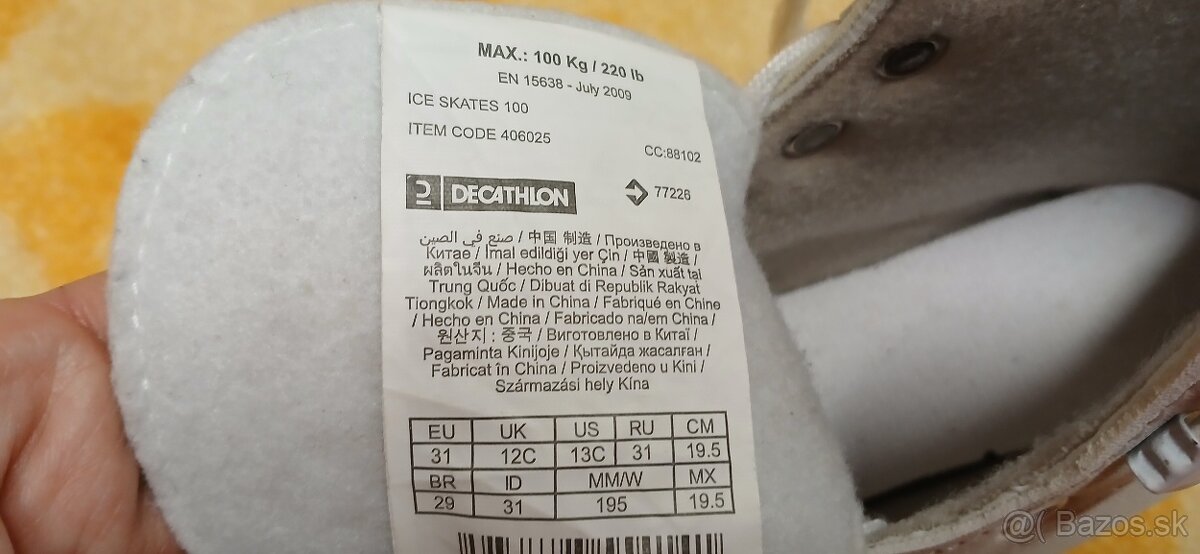 MAX.: 100 Kg / 220 lb
EN 15638 - July 2009
ICE SKATES 100
ITEM CODE 406025
CC:88102
DECATHLON
77226
صنع في الصين / 中国 制造 / Произведено в
Китае / İmal edildiği yer Çin / 中國 製造 /
ผลิตในจีน / Hecho en China / Sản xuất tại
Trung Quốc / Dibuat di Republik Rakyat
Tiongkok / Made in China / Fabriqué en Chine
/ Hecho en China / Fabricado na/em China /
원산지 : 중국 / Виготовлено в Китаї /
Pagaminta Kinijoje / Қытайда жасалған /
Fabricat în China / Proizvedeno u Kini /
Származási hely Kína
EU UK US RU CM
31 12C 13C 31 19.5
BR ID MM/W MX
29 31 195 19.5
@( Bazos.sk